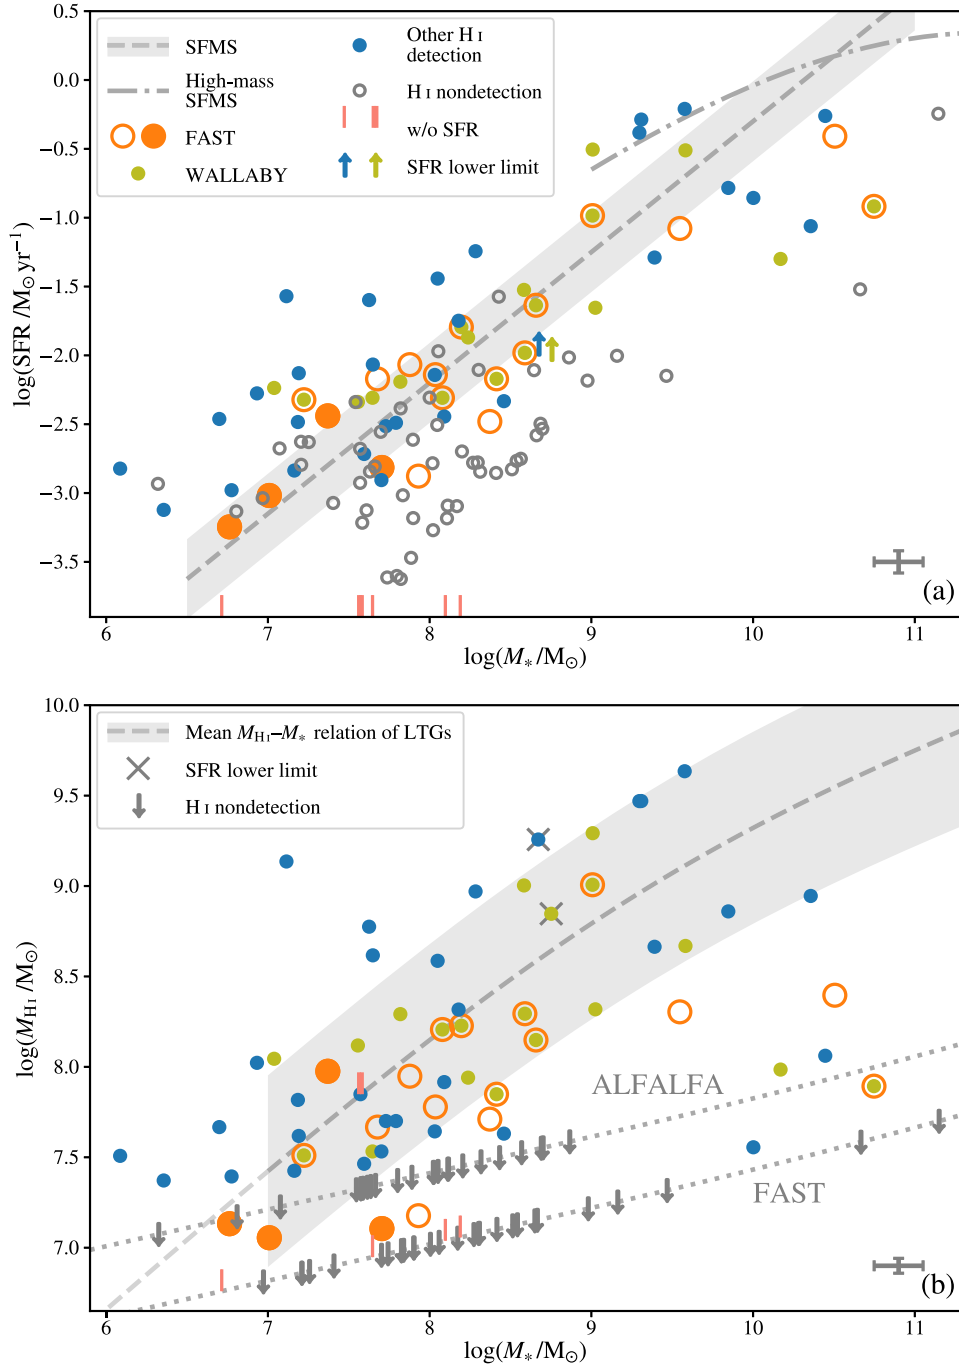 0.5
0.0
−0.5
−1.0
−1.5
−2.0
−2.5
−3.0
−3.5
log(SFR /M⊙ yr⁻¹)
SFMS
High-mass
SFMS
FAST
WALLABY
Other H I
detection
H I nondetection
w/o SFR
SFR lower limit
(a)
6 7 8 9 10 11
log(M* /M⊙)
10.0
9.5
9.0
8.5
8.0
7.5
7.0
log(M_H I /M⊙)
Mean M_H I–M* relation of LTGs
SFR lower limit
H I nondetection
ALFALFA
FAST
(b)
6 7 8 9 10 11
log(M* /M⊙)